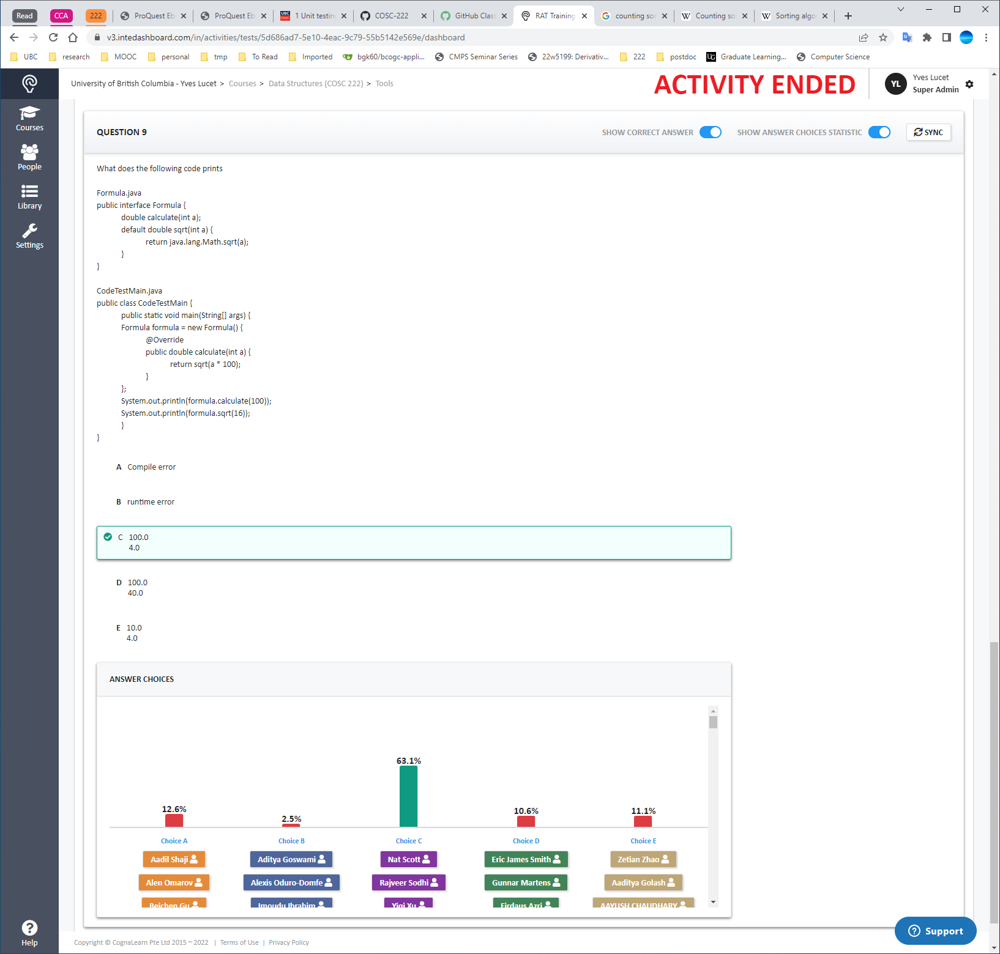 Read
CCA
222
ProQuest Eb
ProQuest Eb
1 Unit testing
COSC-222
GitHub Class
RAT Training
counting sor
Counting so
Sorting algo
v3.intedashboard.com/in/activities/tests/5d686ad7-5e10-4eac-9c79-55b5142e569e/dashboard
UBC
research
MOOC
personal
tmp
To Read
Imported
bgk60/bcogc-appli...
CMPS Seminar Series
22w5199: Derivativ...
222
postdoc
UG
Graduate Learning...
Computer Science
University of British Columbia - Yves Lucet > Courses > Data Structures (COSC 222) > Tools
ACTIVITY ENDED
YL
Yves Lucet
Super Admin
Courses
People
Library
Settings
Help
QUESTION 9
SHOW CORRECT ANSWER
SHOW ANSWER CHOICES STATISTIC
SYNC
What does the following code prints
Formula.java
public interface Formula {
double calculate(int a);
default double sqrt(int a) {
return java.lang.Math.sqrt(a);
}
}
CodeTestMain.java
public class CodeTestMain {
public static void main(String[] args) {
Formula formula = new Formula() {
@Override
public double calculate(int a) {
return sqrt(a * 100);
}
};
System.out.println(formula.calculate(100));
System.out.println(formula.sqrt(16));
}
}
A Compile error
B runtime error
C 100.0
4.0
D 100.0
40.0
E 10.0
4.0
ANSWER CHOICES
12.6%
2.5%
63.1%
10.6%
11.1%
Choice A
Choice B
Choice C
Choice D
Choice E
Aadil Shaji
Aditya Goswami
Nat Scott
Eric James Smith
Zetian Zhao
Alen Omarov
Alexis Oduro-Domfe
Rajveer Sodhi
Gunnar Martens
Aaditya Golash
Beichen Gu
Imoudu Ibrahim
Yiqi Xu
Firdaus Azri
AAYUSH CHAUDHARY
Support
Copyright © CognaLearn Pte Ltd 2015 ~ 2022 | Terms of Use | Privacy Policy